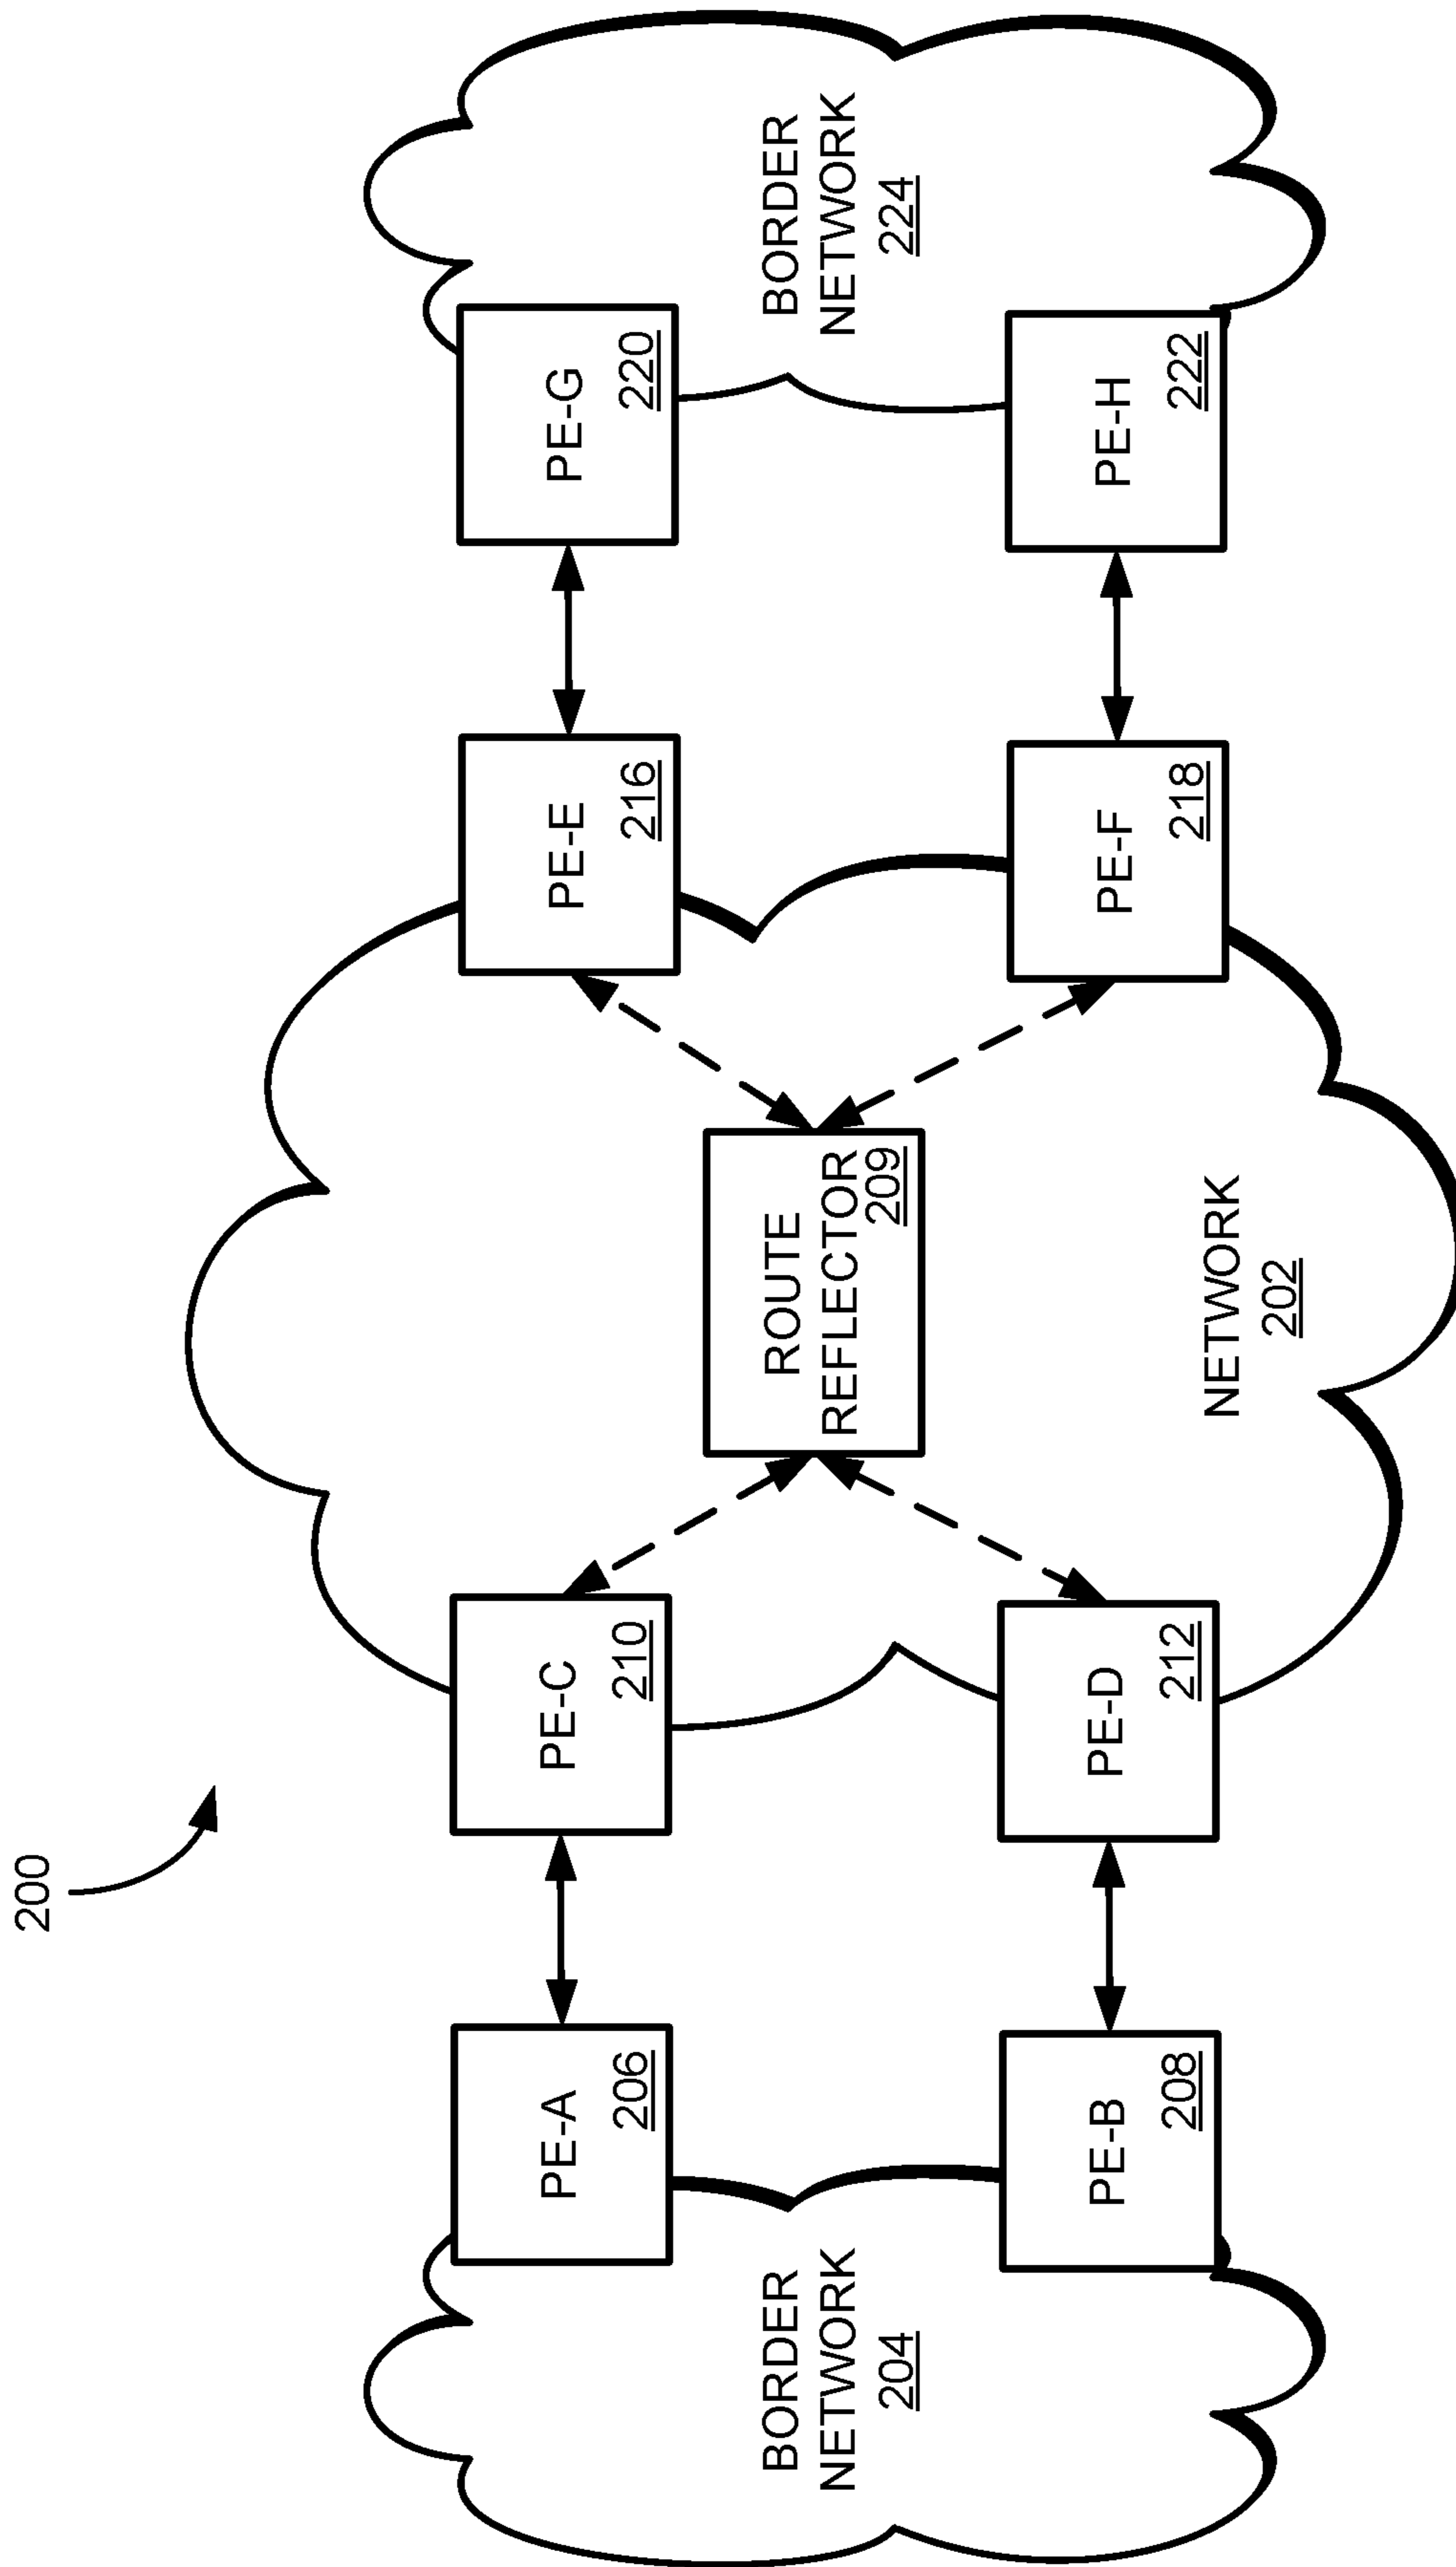 200
BORDER
NETWORK
204
PE-A
206
PE-B
208
PE-C
210
PE-D
212
ROUTE
REFLECTOR
209
NETWORK
202
PE-E
216
PE-F
218
PE-G
220
PE-H
222
BORDER
NETWORK
224